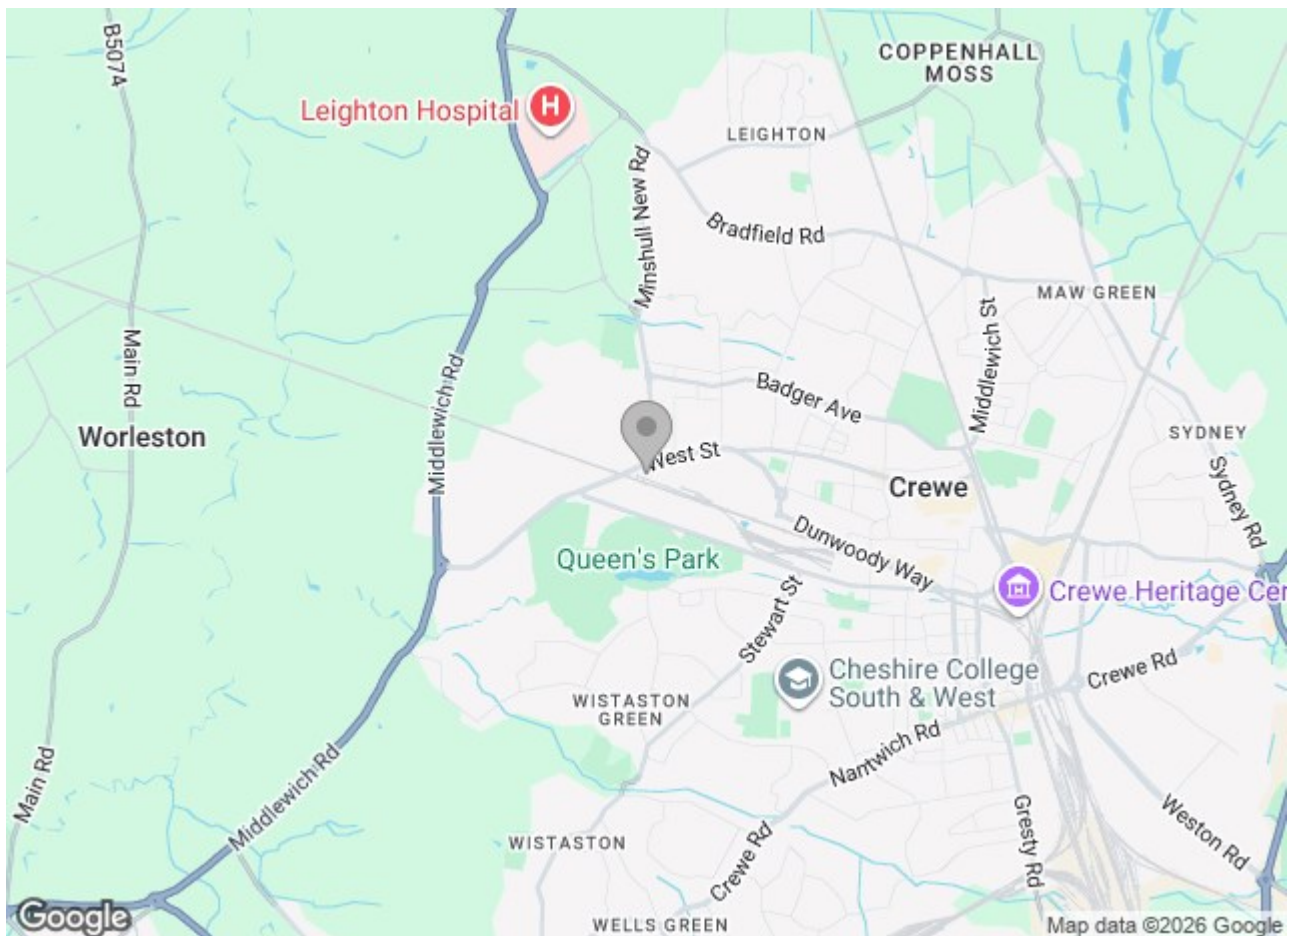 B5074
COPPENHALL
MOSS
Leighton Hospital
H
LEIGHTON
Minshull New Rd
Bradfield Rd
MAW GREEN
Middlewich St
Main Rd
Middlewich Rd
Badger Ave
Worleston
SYDNEY
West St
Crewe
Sydney Rd
Dunwoody Way
Queen's Park
Crewe Heritage Cen
Stewart St
Cheshire College
South & West
Crewe Rd
WISTASTON
GREEN
Nantwich Rd
Main Rd
Middlewich Rd
Gresty Rd
Weston Rd
WISTASTON
Crewe Rd
WELLS GREEN
Google
Map data ©2026 Google